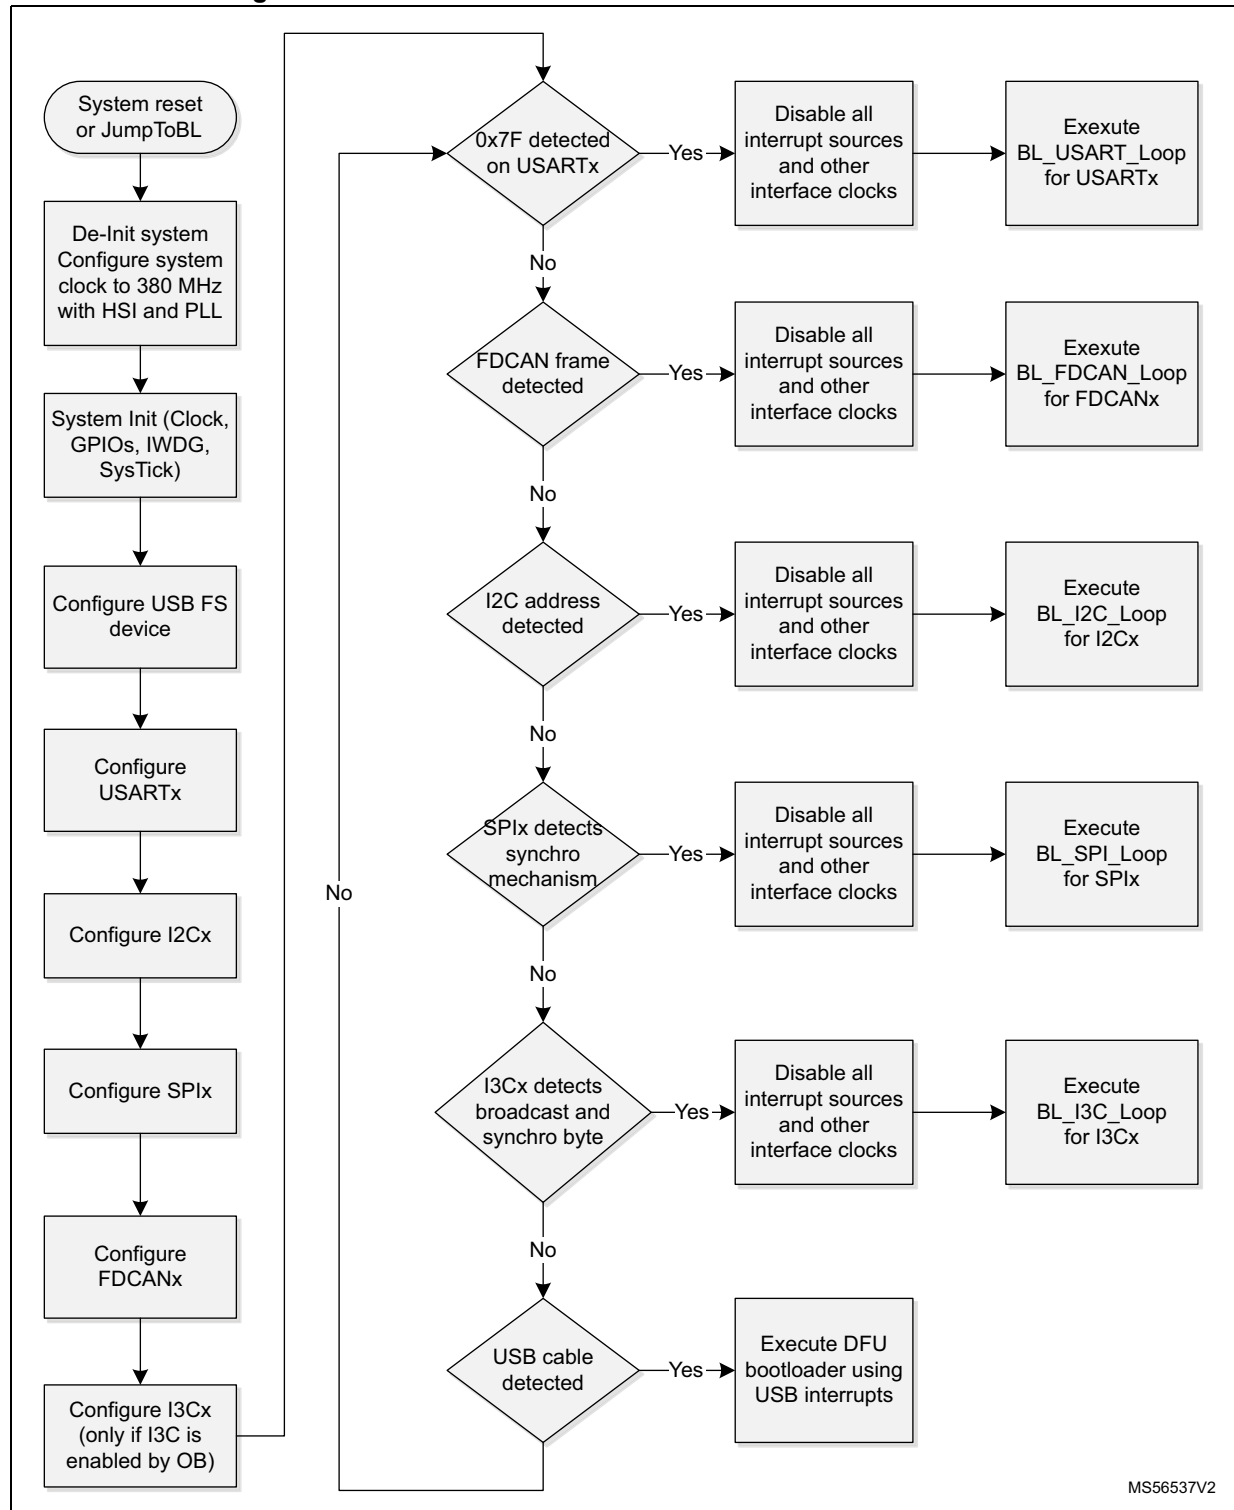 System reset
or JumpToBL
De-Init system
Configure system
clock to 380 MHz
with HSI and PLL
System Init (Clock,
GPIOs, IWDG,
SysTick)
Configure USB FS
device
Configure
USARTx
Configure I2Cx
Configure SPIx
Configure
FDCANx
Configure I3Cx
(only if I3C is
enabled by OB)
0x7F detected
on USARTx
Yes
Disable all
interrupt sources
and other
interface clocks
Exexute
BL_USART_Loop
for USARTx
No
FDCAN frame
detected
Yes
Disable all
interrupt sources
and other
interface clocks
Exexute
BL_FDCAN_Loop
for FDCANx
No
I2C address
detected
Yes
Disable all
interrupt sources
and other
interface clocks
Execute
BL_I2C_Loop
for I2Cx
No
SPIx detects
synchro
mechanism
Yes
Disable all
interrupt sources
and other
interface clocks
Execute
BL_SPI_Loop
for SPIx
No
No
I3Cx detects
broadcast and
synchro byte
Yes
Disable all
interrupt sources
and other
interface clocks
Execute
BL_I3C_Loop
for I3Cx
No
USB cable
detected
Yes
Execute DFU
bootloader using
USB interrupts
MS56537V2